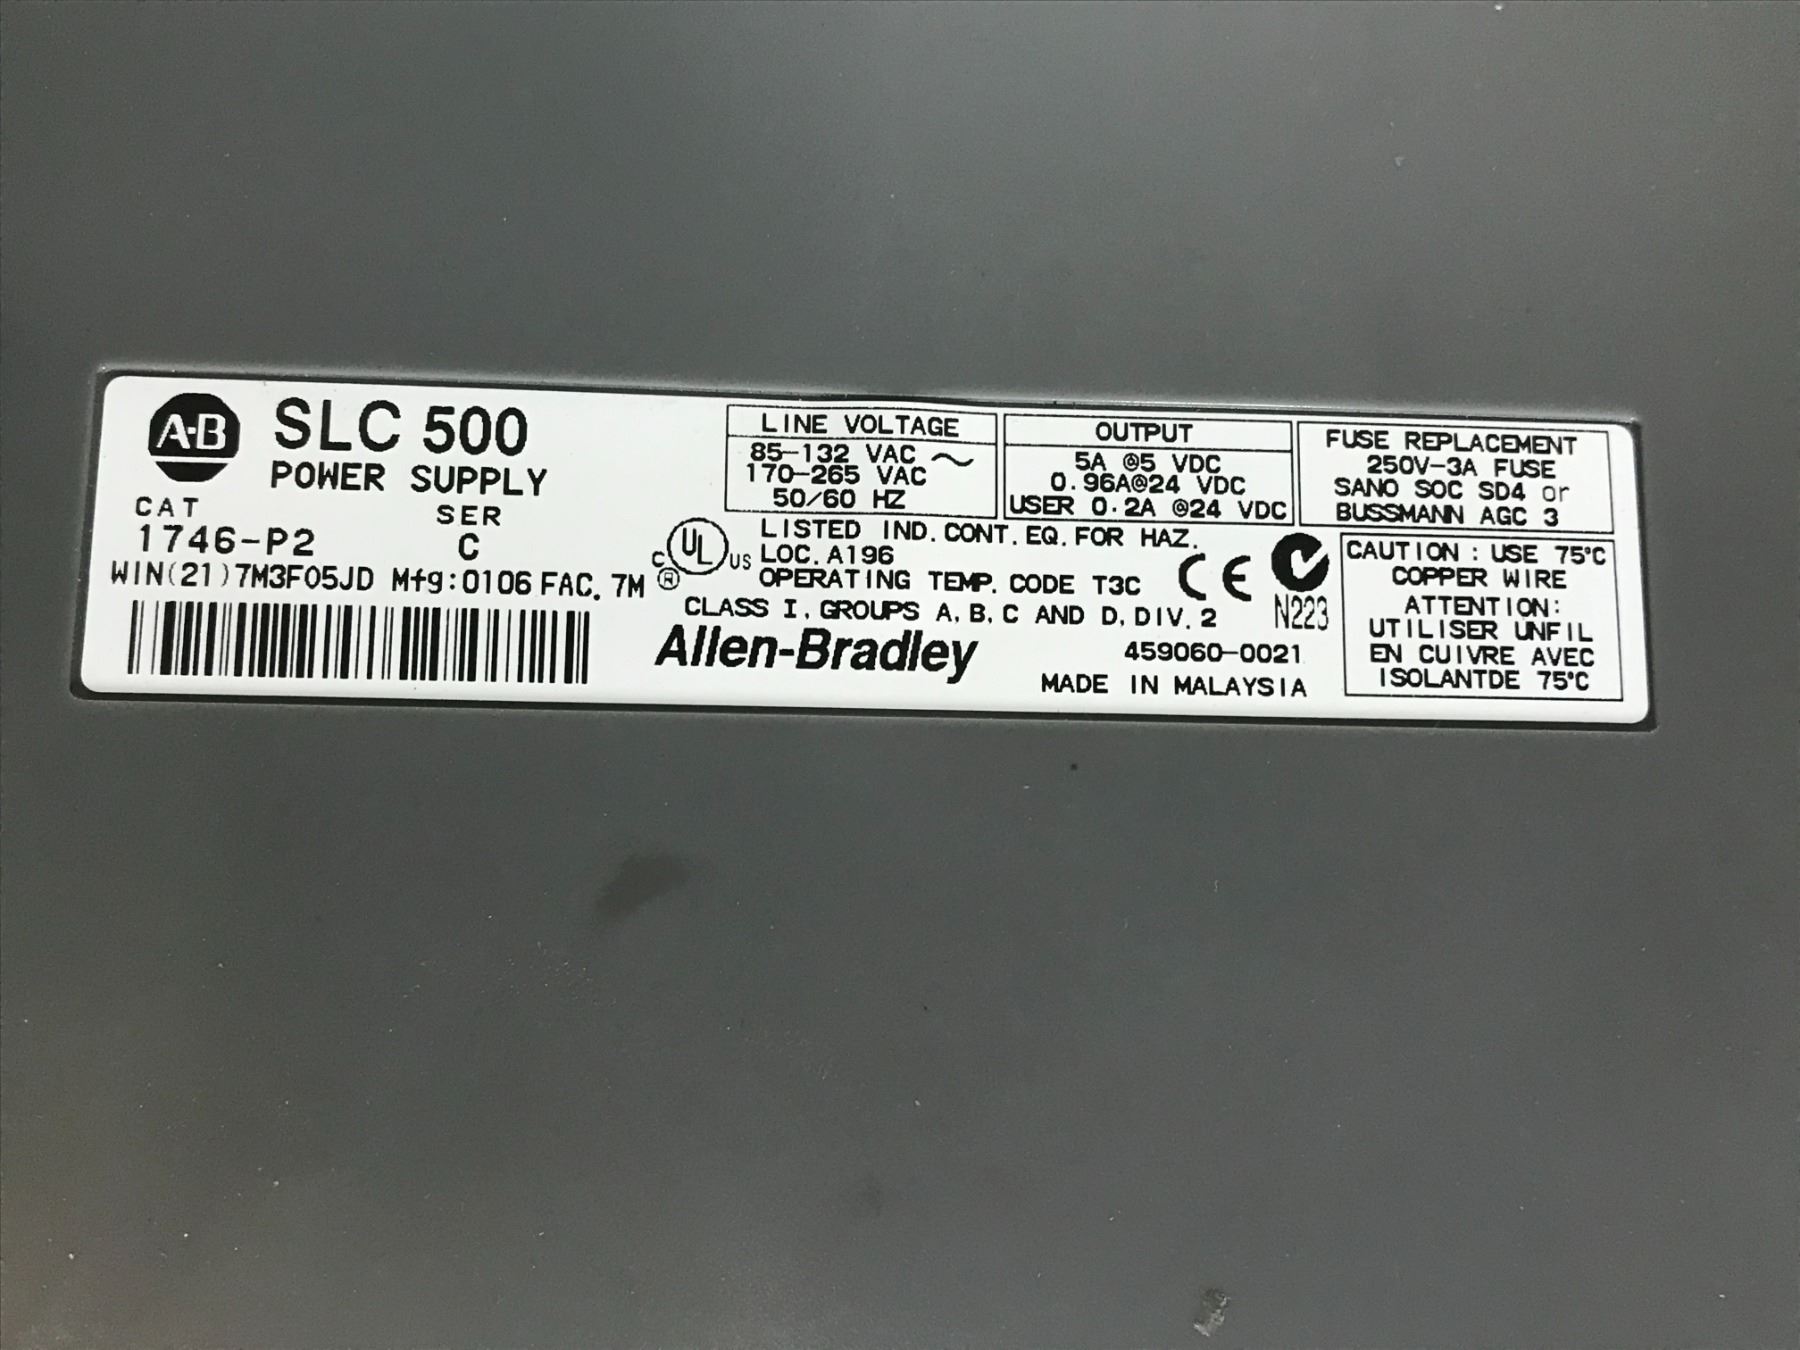 A-B
SLC 500
POWER SUPPLY
CAT
SER
1746-P2
C
WIN(21)7M3F05JD Mfg:0106 FAC. 7M
LINE VOLTAGE
85-132 VAC ~
170-265 VAC
50/60 HZ
OUTPUT
5A @5 VDC
0.96A@24 VDC
USER 0.2A @24 VDC
FUSE REPLACEMENT
250V-3A FUSE
SANO SOC SD4 or
BUSSMANN AGC 3
C UL US ®
LISTED IND. CONT. EQ. FOR HAZ.
LOC. A196
OPERATING TEMP. CODE T3C
CLASS I, GROUPS A, B, C AND D, DIV. 2
CE
N223
Allen-Bradley
459060-0021
MADE IN MALAYSIA
CAUTION : USE 75°C
COPPER WIRE
ATTENTION:
UTILISER UNFIL
EN CUIVRE AVEC
ISOLANTDE 75°C